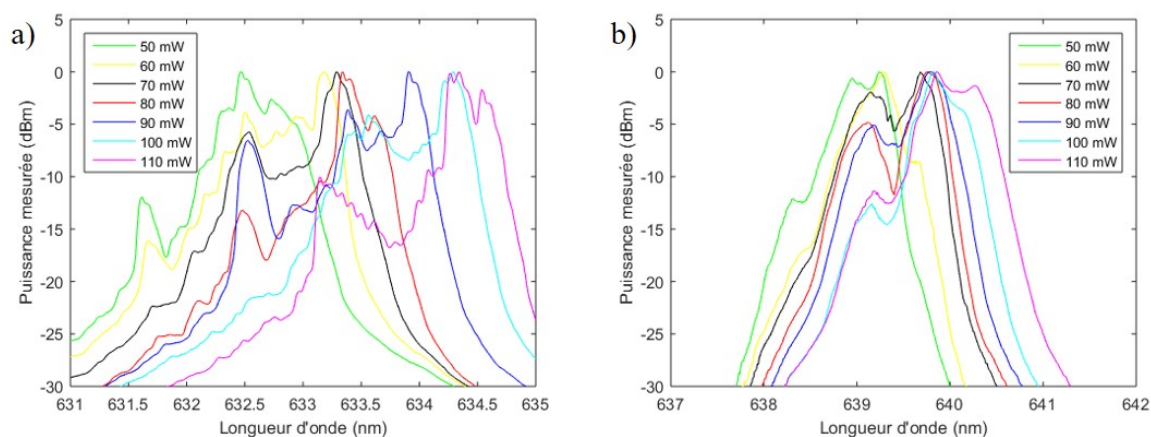 a)
Puissance mesurée (dBm)
5
0
-5
-10
-15
-20
-25
-30
50 mW
60 mW
70 mW
80 mW
90 mW
100 mW
110 mW
631 631.5 632 632.5 633 633.5 634 634.5 635
Longueur d'onde (nm)
b)
Puissance mesurée (dBm)
5
0
-5
-10
-15
-20
-25
-30
50 mW
60 mW
70 mW
80 mW
90 mW
100 mW
110 mW
637 638 639 640 641 642
Longueur d'onde (nm)